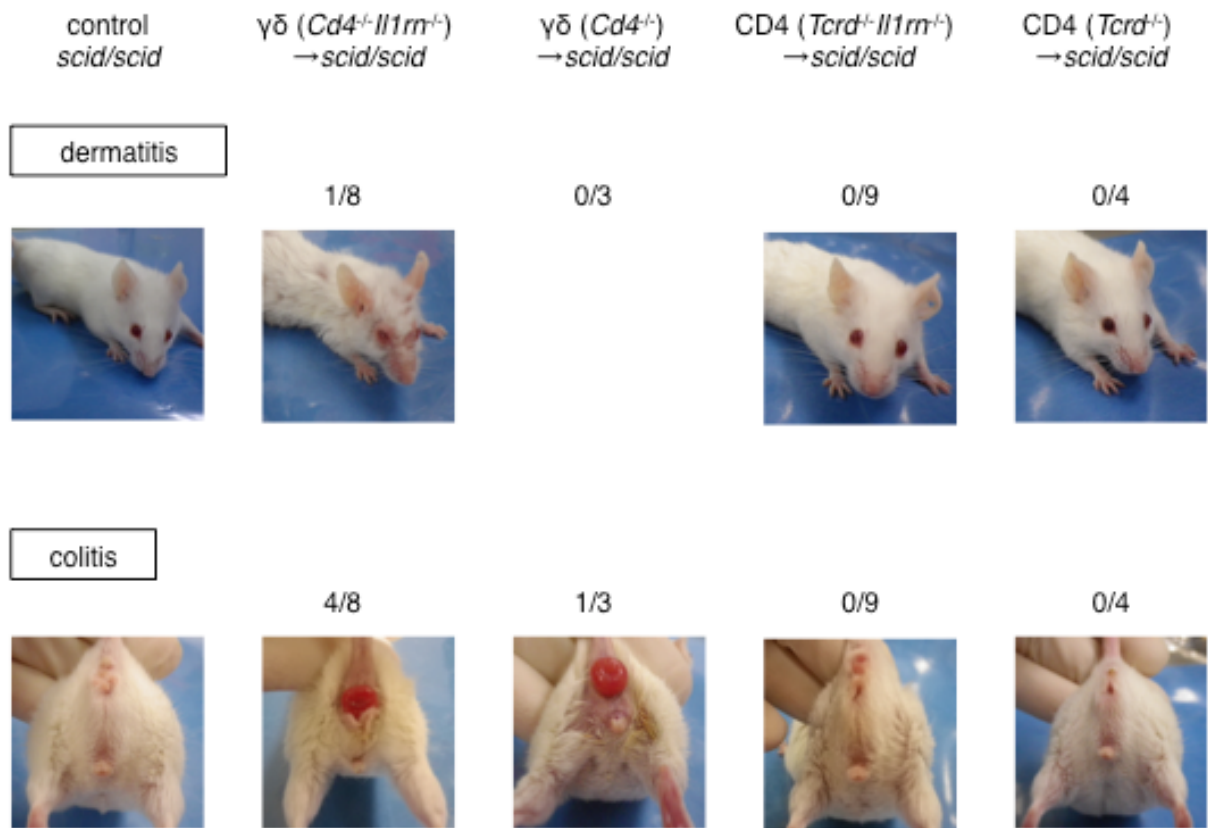 control
scid/scid
γδ (Cd4-/-Il1rn-/-)
→scid/scid
γδ (Cd4-/-)
→scid/scid
CD4 (Tcrd-/-Il1rn-/-)
→scid/scid
CD4 (Tcrd-/-)
→scid/scid
dermatitis
1/8
0/3
0/9
0/4
colitis
4/8
1/3
0/9
0/4